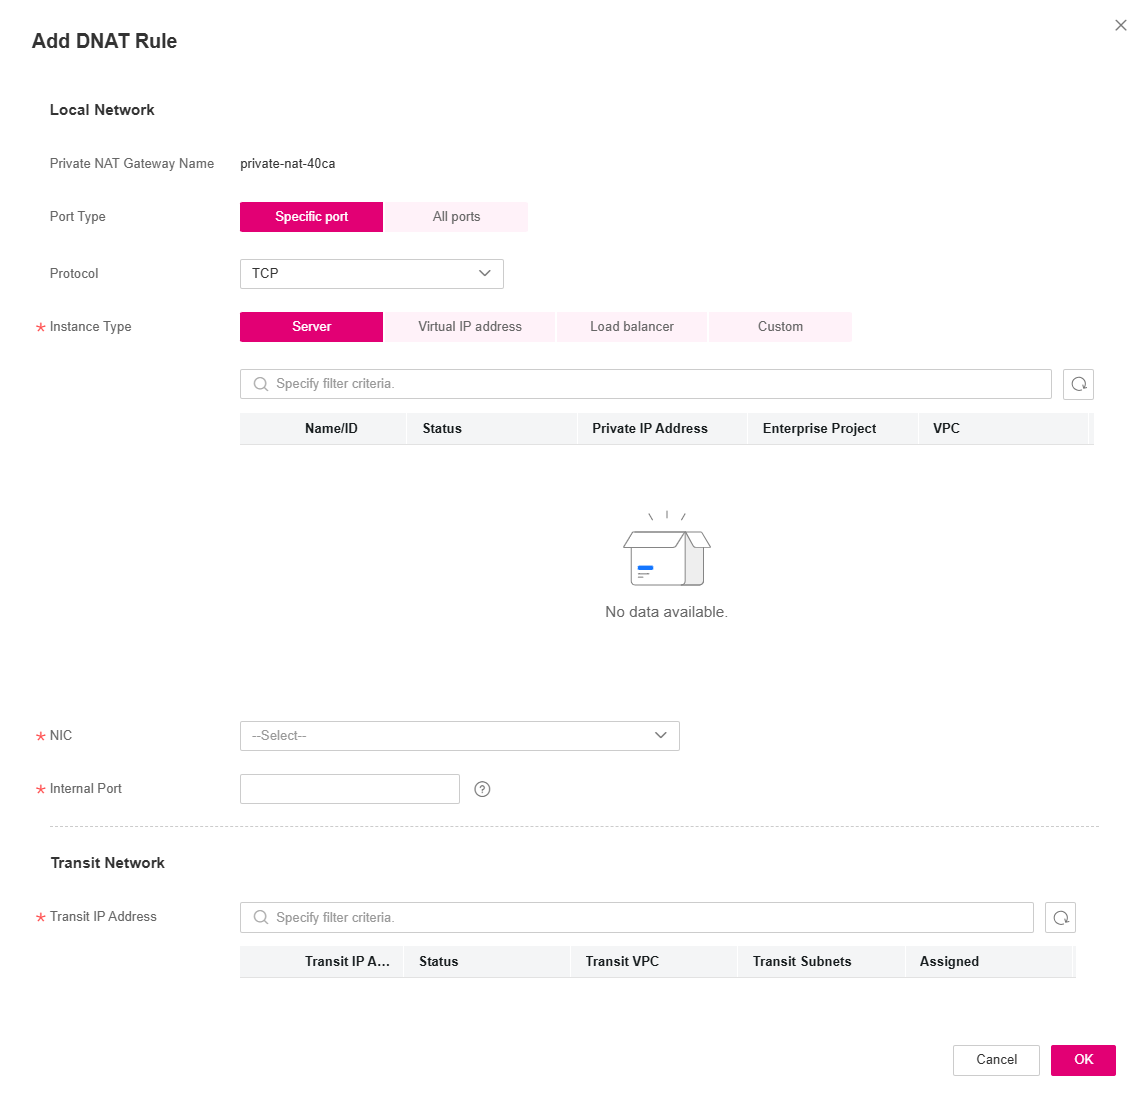 Add DNAT Rule
Local Network
Private NAT Gateway Name private-nat-40ca
Port Type Specific port All ports
Protocol TCP
* Instance Type Server Virtual IP address Load balancer Custom
Specify filter criteria.
Name/ID Status Private IP Address Enterprise Project VPC
No data available.
* NIC --Select--
* Internal Port ?
Transit Network
* Transit IP Address Specify filter criteria.
Transit IP A... Status Transit VPC Transit Subnets Assigned
Cancel OK